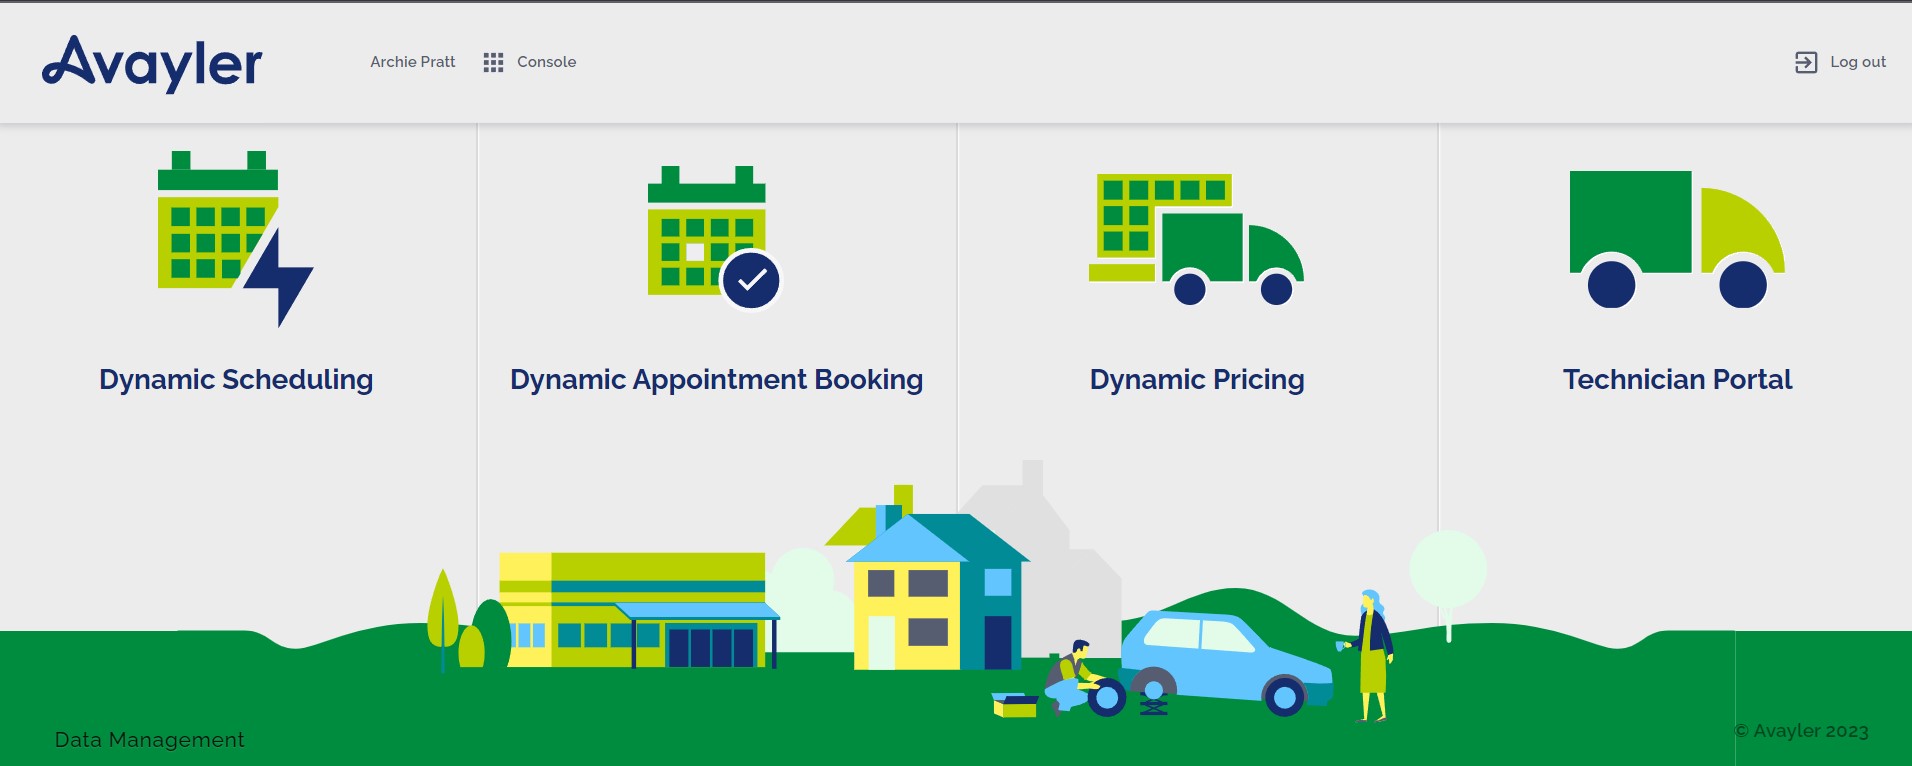 Avayler
Archie Pratt
Console
Log out
Dynamic Scheduling
Dynamic Appointment Booking
Dynamic Pricing
Technician Portal
Data Management
© Avayler 2023